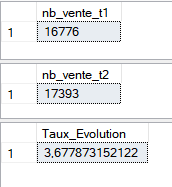 nb_vente_t1
1 16776
nb_vente_t2
1 17393
Taux_Evolution
1 3,677873152122